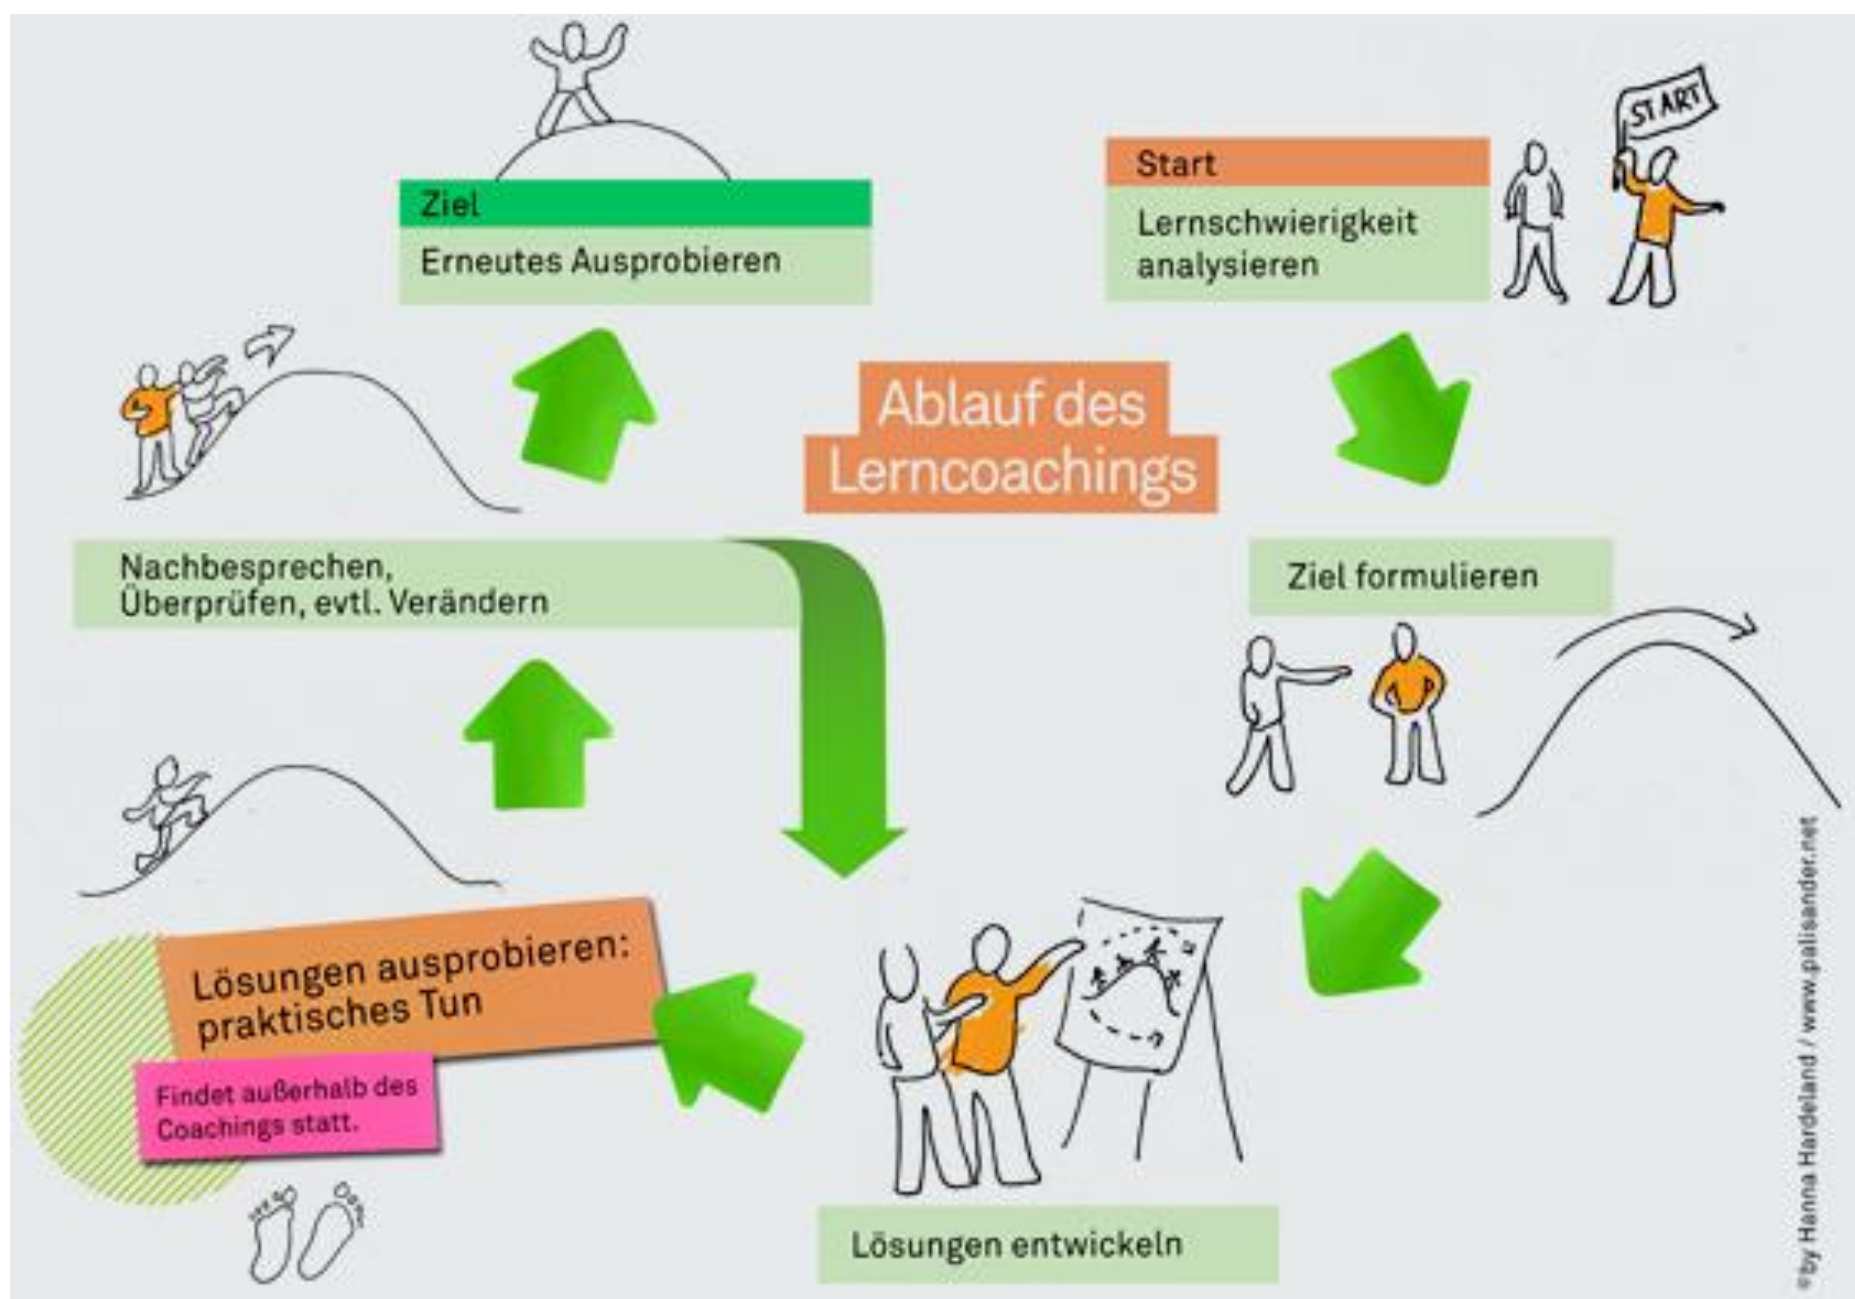 START
Start
Lernschwierigkeit
analysieren
Ziel
Erneutes Ausprobieren
Ablauf des
Lerncoachings
Nachbesprechen,
Überprüfen, evtl. Verändern
Ziel formulieren
Lösungen ausprobieren:
praktisches Tun
Findet außerhalb des
Coachings statt.
Lösungen entwickeln
©by Hanna Hardeland / www.palisander.net